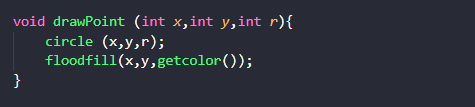 void drawPoint (int x,int y,int r){
    circle (x,y,r);
    floodfill(x,y,getcolor());
}